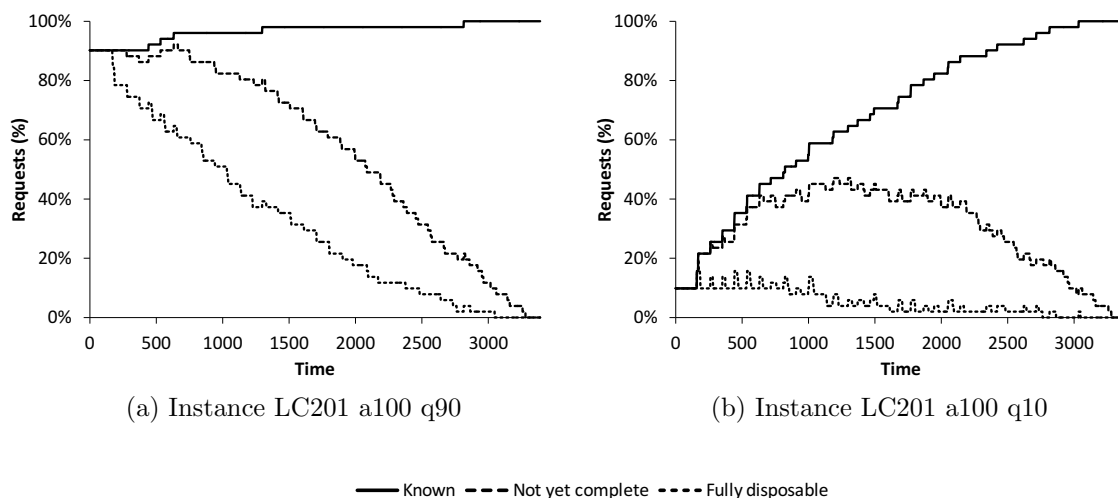 100%
80%
60%
40%
20%
0%
Requests (%)
0 500 1000 1500 2000 2500 3000
Time
(a) Instance LC201 a100 q90
100%
80%
60%
40%
20%
0%
Requests (%)
0 500 1000 1500 2000 2500 3000
Time
(b) Instance LC201 a100 q10
Known Not yet complete Fully disposable